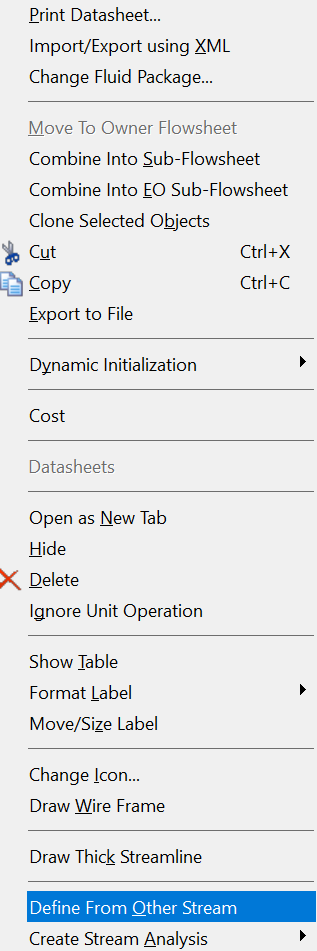 Print Datasheet...
Import/Export using XML
Change Fluid Package...
Move To Owner Flowsheet
Combine Into Sub-Flowsheet
Combine Into EO Sub-Flowsheet
Clone Selected Objects
Cut Ctrl+X
Copy Ctrl+C
Export to File
Dynamic Initialization
Cost
Datasheets
Open as New Tab
Hide
Delete
Ignore Unit Operation
Show Table
Format Label
Move/Size Label
Change Icon...
Draw Wire Frame
Draw Thick Streamline
Define From Other Stream
Create Stream Analysis